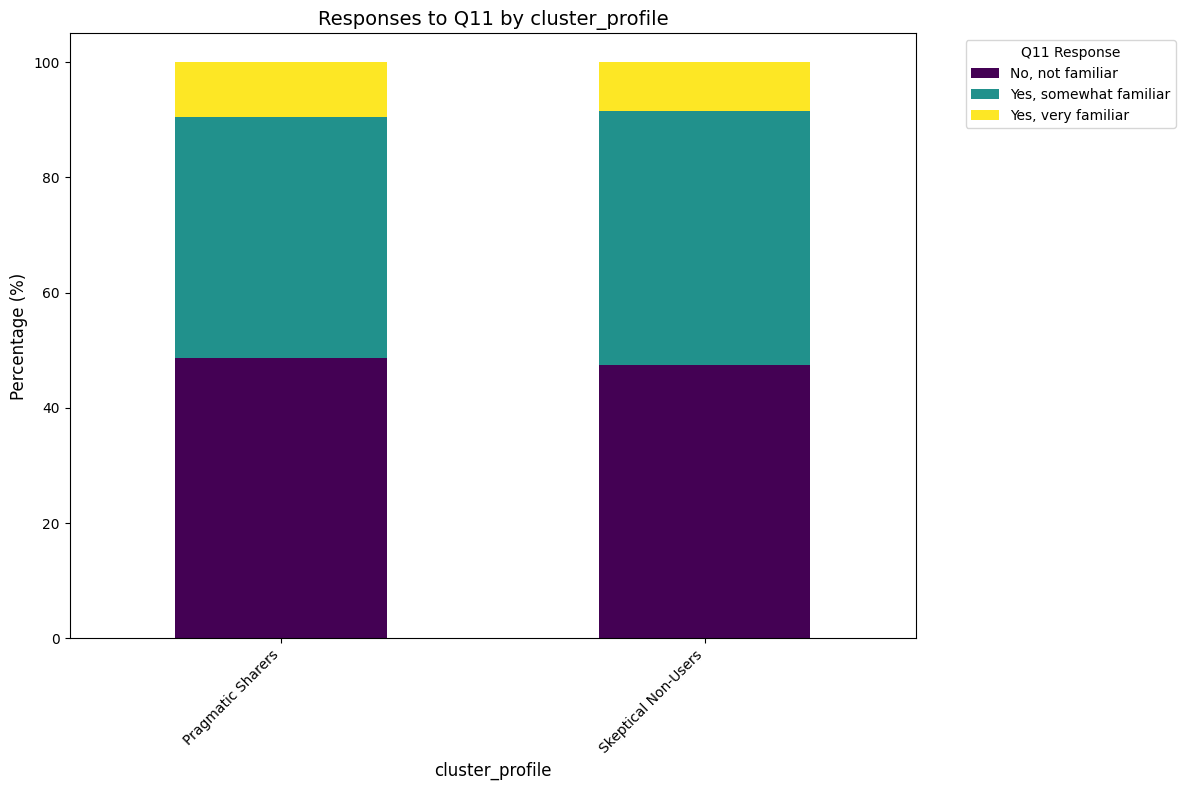 Responses to Q11 by cluster_profile
Q11 Response
No, not familiar
Yes, somewhat familiar
Yes, very familiar
Percentage (%)
100
80
60
40
20
0
Pragmatic Sharers
Skeptical Non-Users
cluster_profile